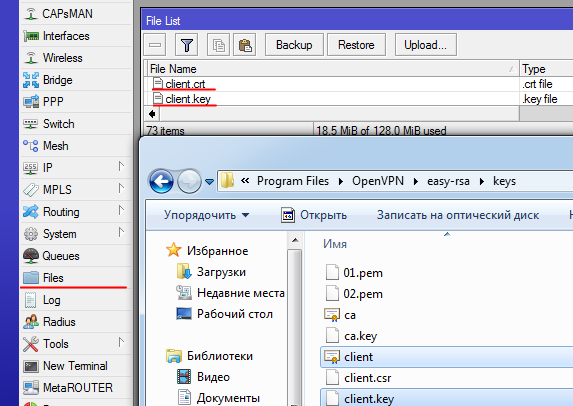 CAPsMAN
Interfaces
Wireless
Bridge
PPP
Switch
Mesh
IP
MPLS
Routing
System
Queues
Files
Log
Radius
Tools
New Terminal
MetaROUTER
File List
Backup Restore Upload...
File Name Type
client.crt .crt file
client.key .key file
73 items 18.5 MiB of 128.0 MiB used
« Program Files OpenVPN easy-rsa keys
Упорядочить Открыть Записать на оптический диск
Избранное
Загрузки
Недавние места
Рабочий стол
Библиотеки
Видео
Документы
Имя
01.pem
02.pem
ca
ca.key
client
client.csr
client.key